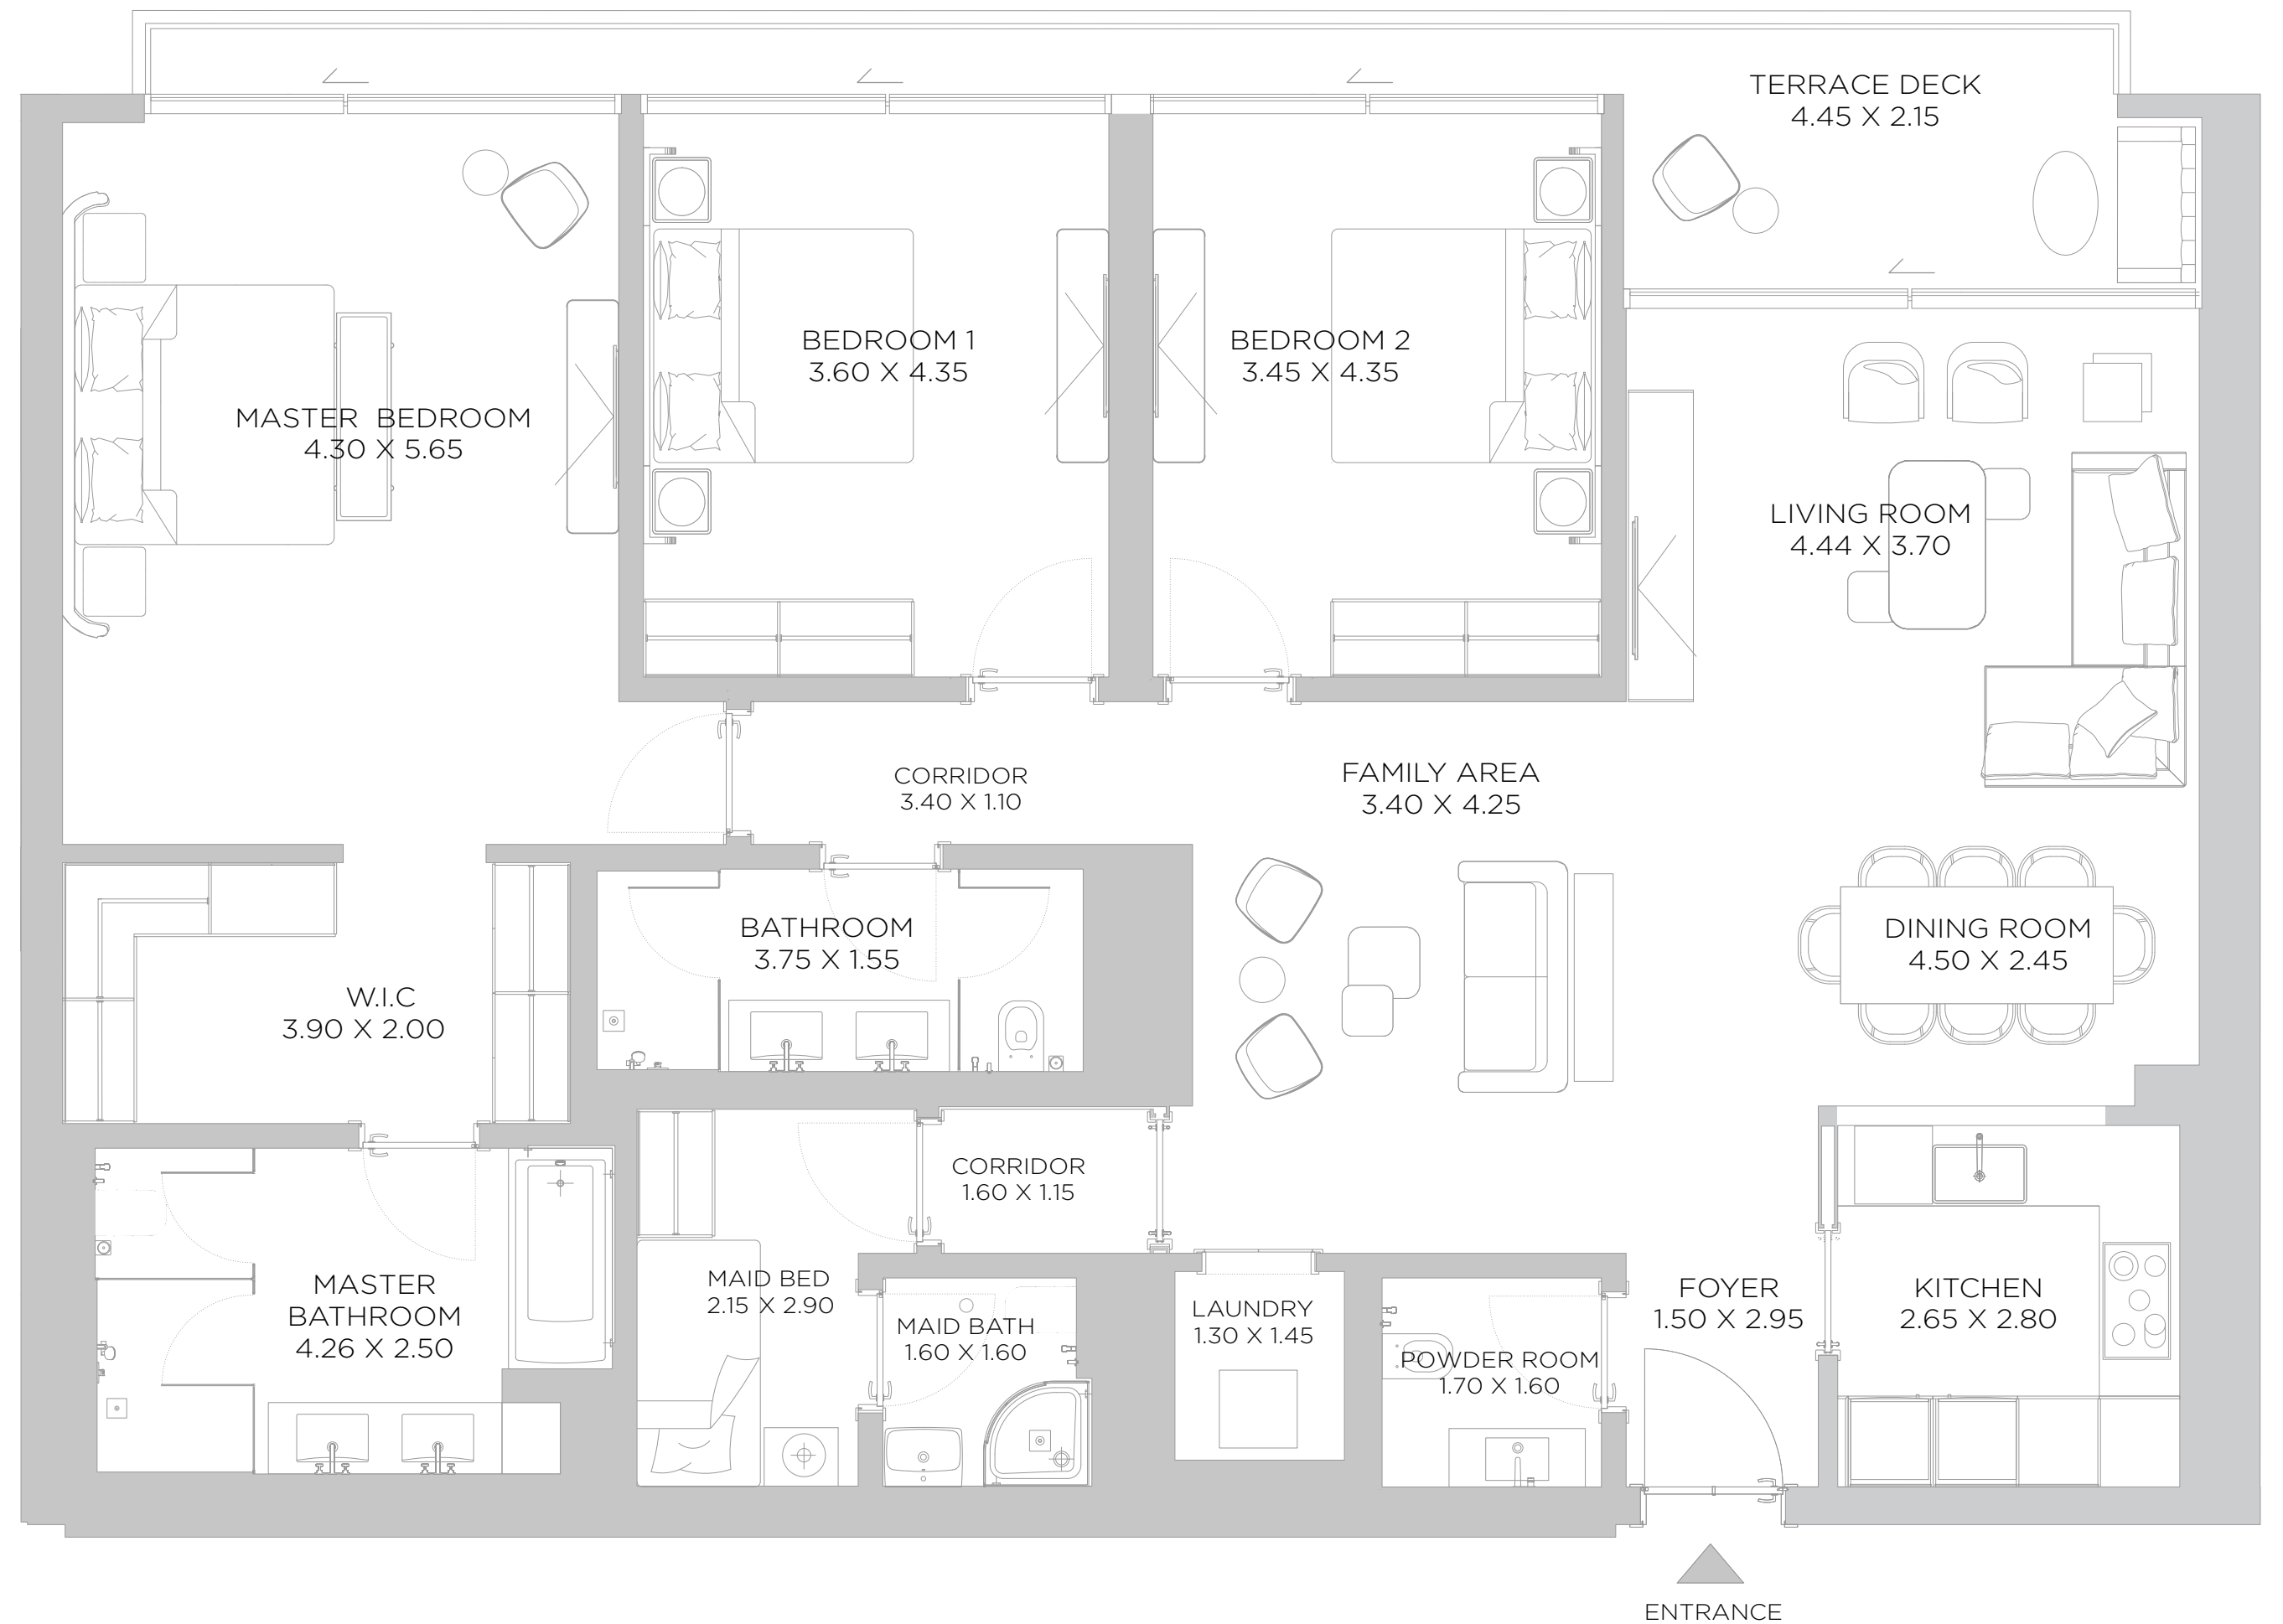 TERRACE DECK
4.45 X 2.15
BEDROOM 1
3.60 X 4.35
BEDROOM 2
3.45 X 4.35
MASTER BEDROOM
4.30 X 5.65
LIVING ROOM
4.44 X 3.70
CORRIDOR
3.40 X 1.10
FAMILY AREA
3.40 X 4.25
BATHROOM
3.75 X 1.55
DINING ROOM
4.50 X 2.45
W.I.C
3.90 X 2.00
CORRIDOR
1.60 X 1.15
MASTER
BATHROOM
4.26 X 2.50
MAID BED
2.15 X 2.90
MAID BATH
1.60 X 1.60
LAUNDRY
1.30 X 1.45
POWDER ROOM
1.70 X 1.60
FOYER
1.50 X 2.95
KITCHEN
2.65 X 2.80
ENTRANCE